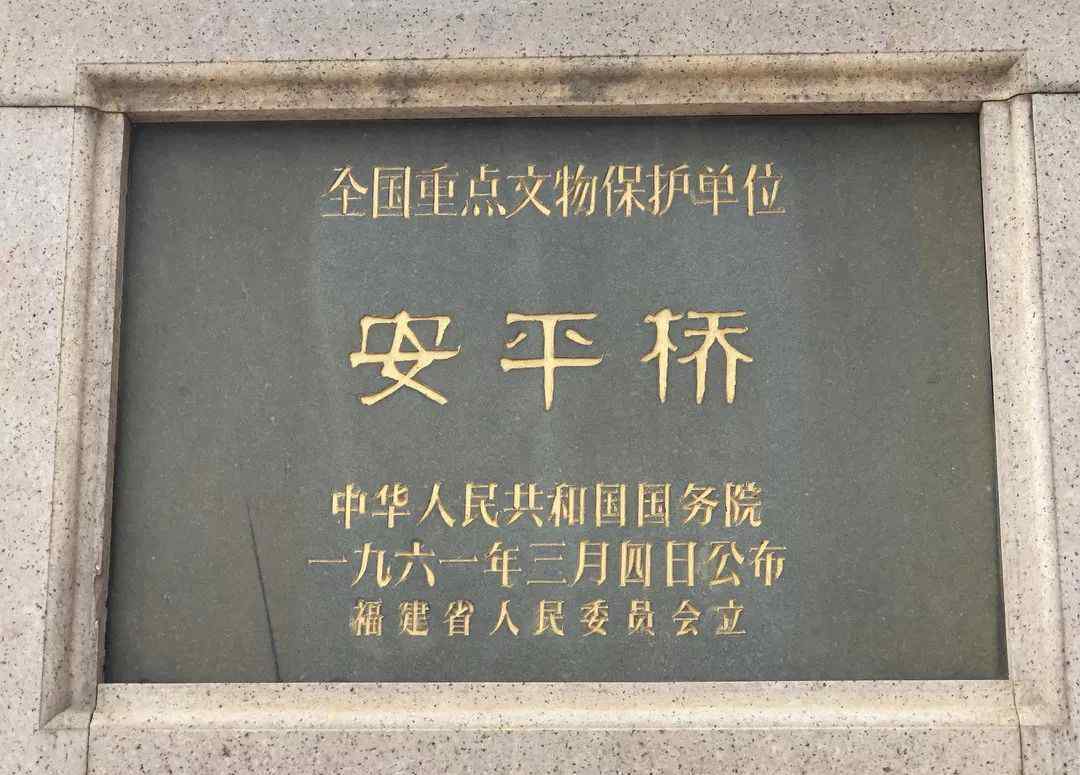 全国重点文物保护单位
安平桥
中华人民共和国国务院
一九六一年三月四日公布
福建省人民委员会立